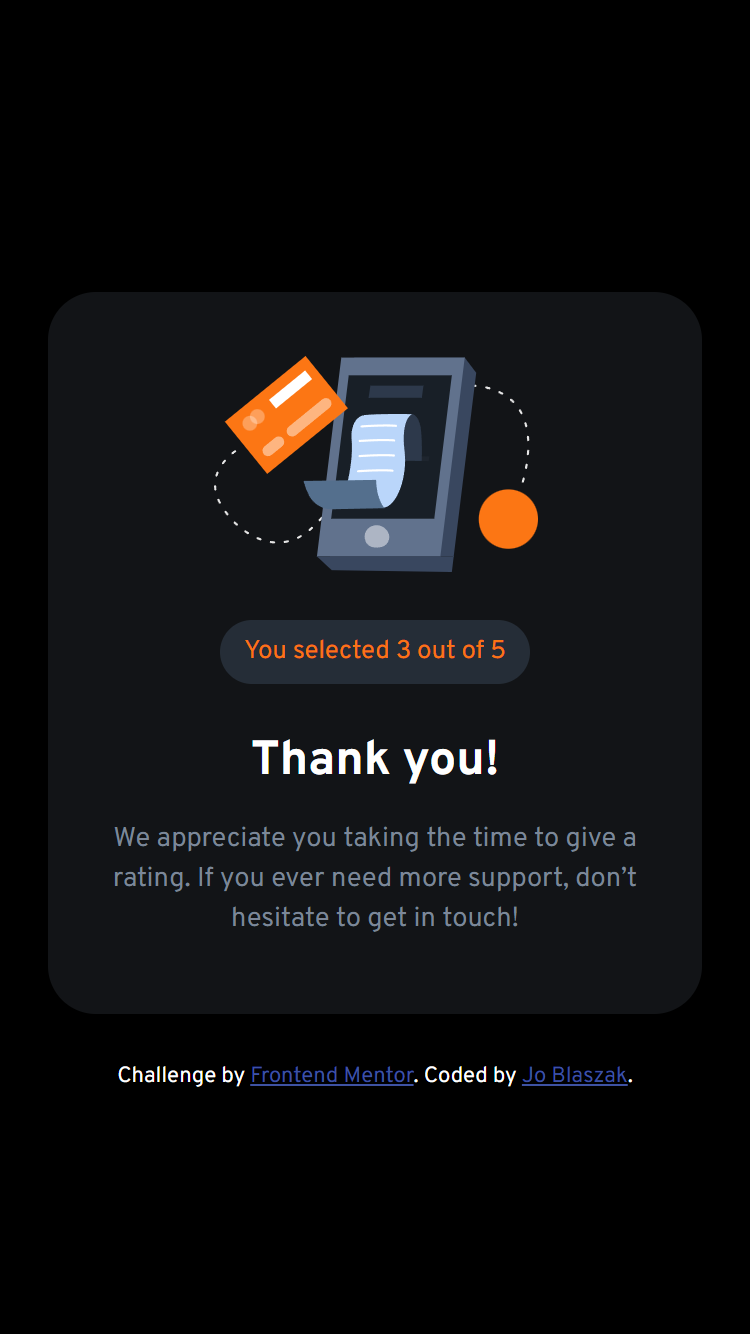 You selected 3 out of 5
Thank you!
We appreciate you taking the time to give a
rating. If you ever need more support, don’t
hesitate to get in touch!
Challenge by Frontend Mentor. Coded by Jo Blaszak.